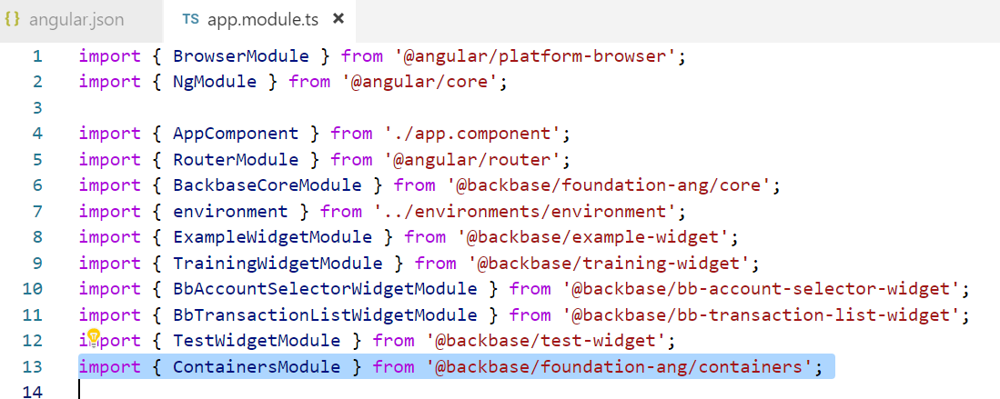 {} angular.json TS app.module.ts ×
1 import { BrowserModule } from '@angular/platform-browser';
2 import { NgModule } from '@angular/core';
3
4 import { AppComponent } from './app.component';
5 import { RouterModule } from '@angular/router';
6 import { BackbaseCoreModule } from '@backbase/foundation-ang/core';
7 import { environment } from '../environments/environment';
8 import { ExampleWidgetModule } from '@backbase/example-widget';
9 import { TrainingWidgetModule } from '@backbase/training-widget';
10 import { BbAccountSelectorWidgetModule } from '@backbase/bb-account-selector-widget';
11 import { BbTransactionListWidgetModule } from '@backbase/bb-transaction-list-widget';
12 import { TestWidgetModule } from '@backbase/test-widget';
13 import { ContainersModule } from '@backbase/foundation-ang/containers';
14